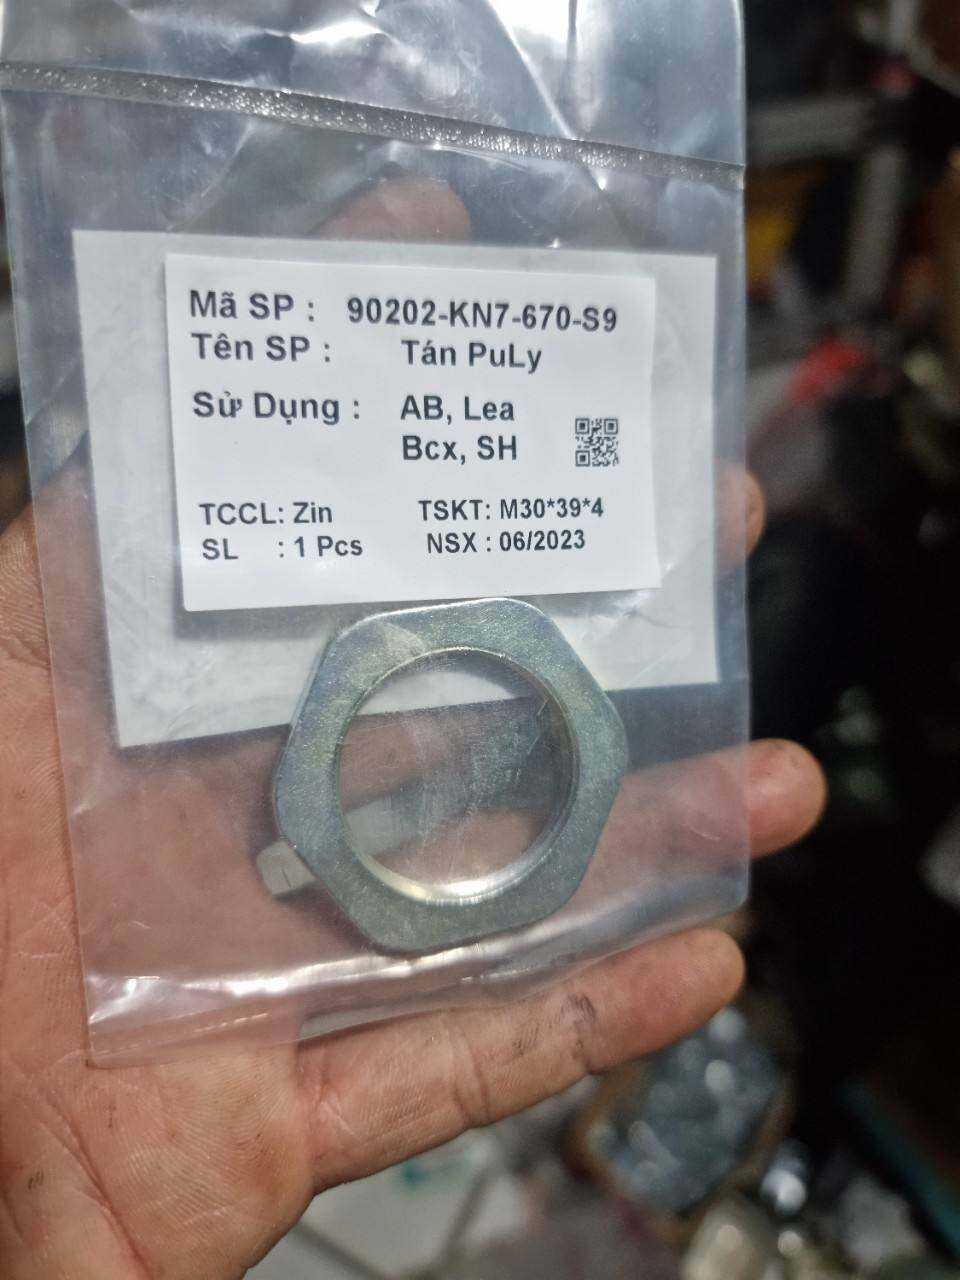 Mã SP : 90202-KN7-670-S9
Tên SP : Tán PuLy
Sử Dụng : AB, Lea
Bcx, SH
TCCL: Zin TSKT: M30*39*4
SL : 1 Pcs NSX : 06/2023